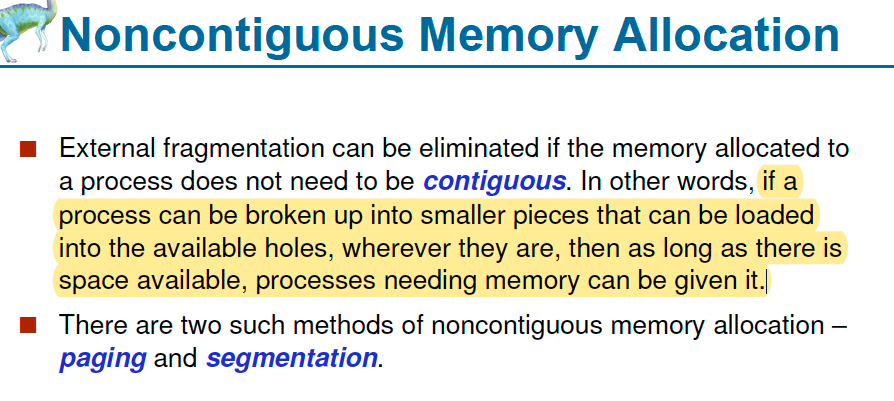 Noncontiguous Memory Allocation
External fragmentation can be eliminated if the memory allocated to
a process does not need to be contiguous. In other words, if a
process can be broken up into smaller pieces that can be loaded
into the available holes, wherever they are, then as long as there is
space available, processes needing memory can be given it.
There are two such methods of noncontiguous memory allocation –
paging and segmentation.